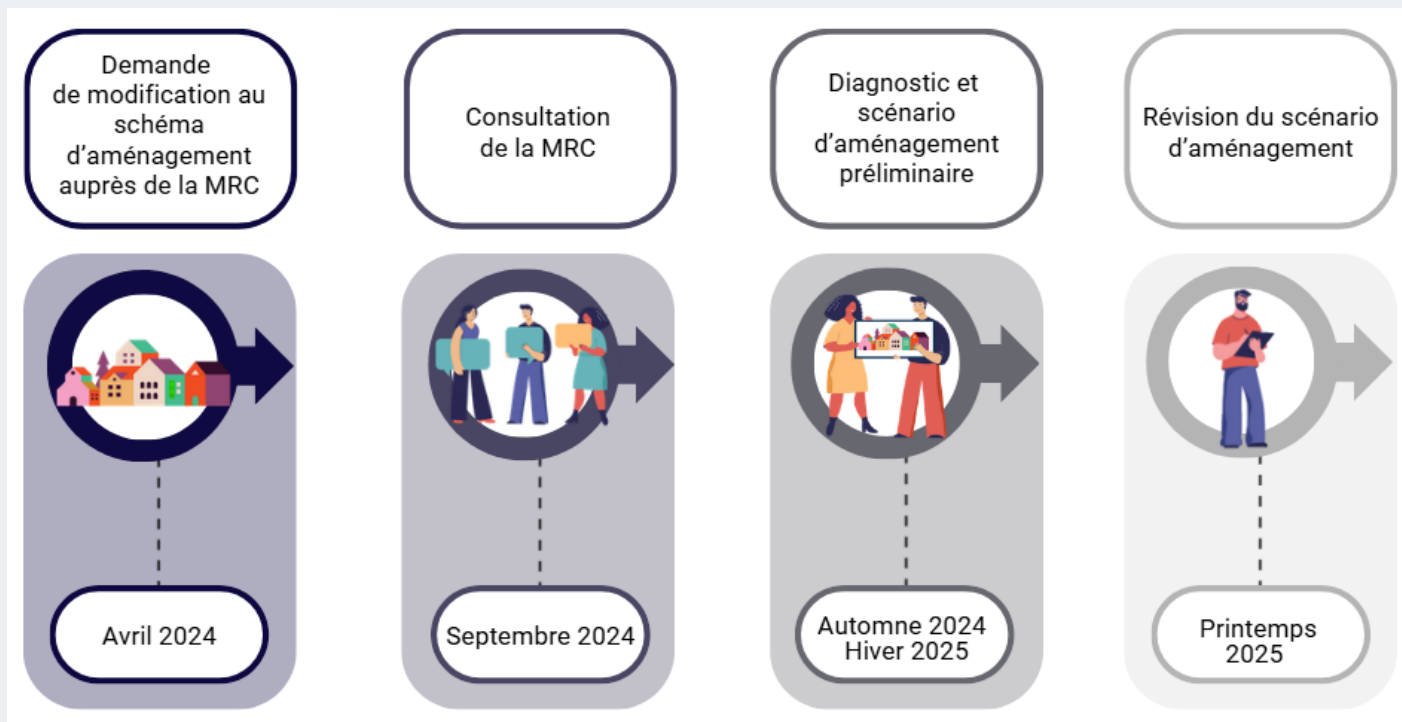 Demande
de modification au
schéma
d’aménagement
auprès de la MRC
Consultation
de la MRC
Diagnostic et
scénario
d’aménagement
préliminaire
Révision du scénario
d’aménagement
Avril 2024
Septembre 2024
Automne 2024
Hiver 2025
Printemps
2025